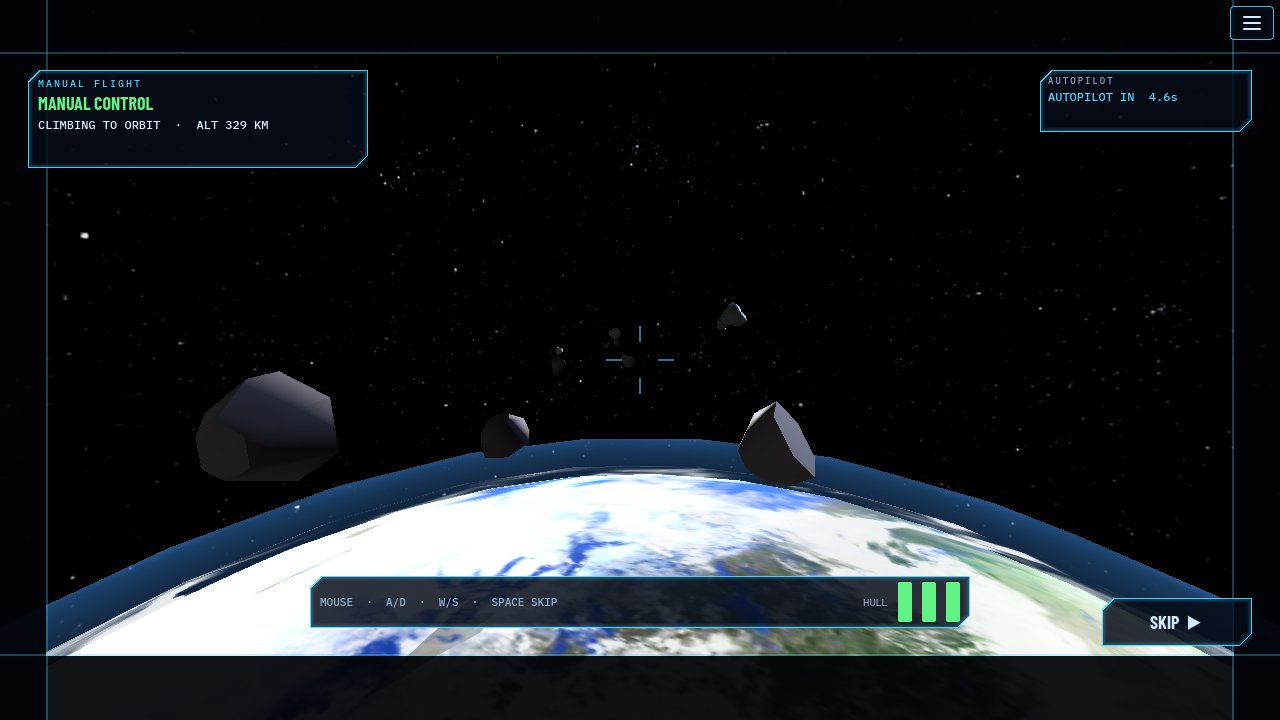 MANUAL FLIGHT
MANUAL CONTROL
CLIMBING TO ORBIT · ALT 329 KM
AUTOPILOT
AUTOPILOT IN 4.6s
MOUSE · A/D · W/S · SPACE SKIP
HULL
SKIP ▶